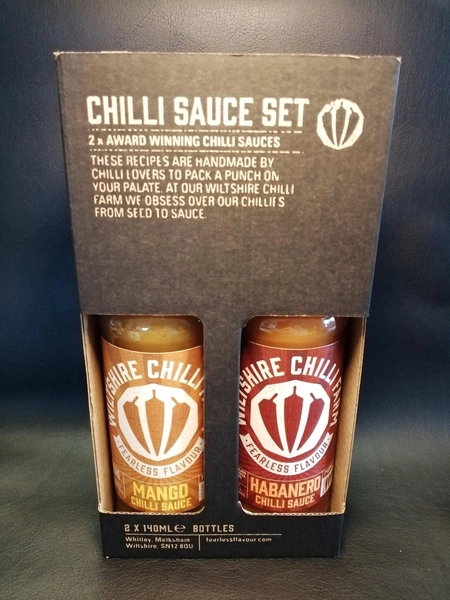 CHILLI SAUCE SET
2 x AWARD WINNING CHILLI SAUCES
THESE RECIPES ARE HANDMADE BY
CHILLI LOVERS TO PACK A PUNCH ON
YOUR PALATE. AT OUR WILTSHIRE CHILLI
FARM WE OBSESS OVER OUR CHILLIES
FROM SEED TO SAUCE.
WILTSHIRE CHILLI
FEARLESS FLAVOUR
MANGO
CHILLI SAUCE
WILTSHIRE CHILLI FARM
FEARLESS FLAVOUR
HABANERO
CHILLI SAUCE
2 X 140ML℮ BOTTLES
Whitley, Melksham
Wiltshire, SN12 8QU
fearlessflavour.com